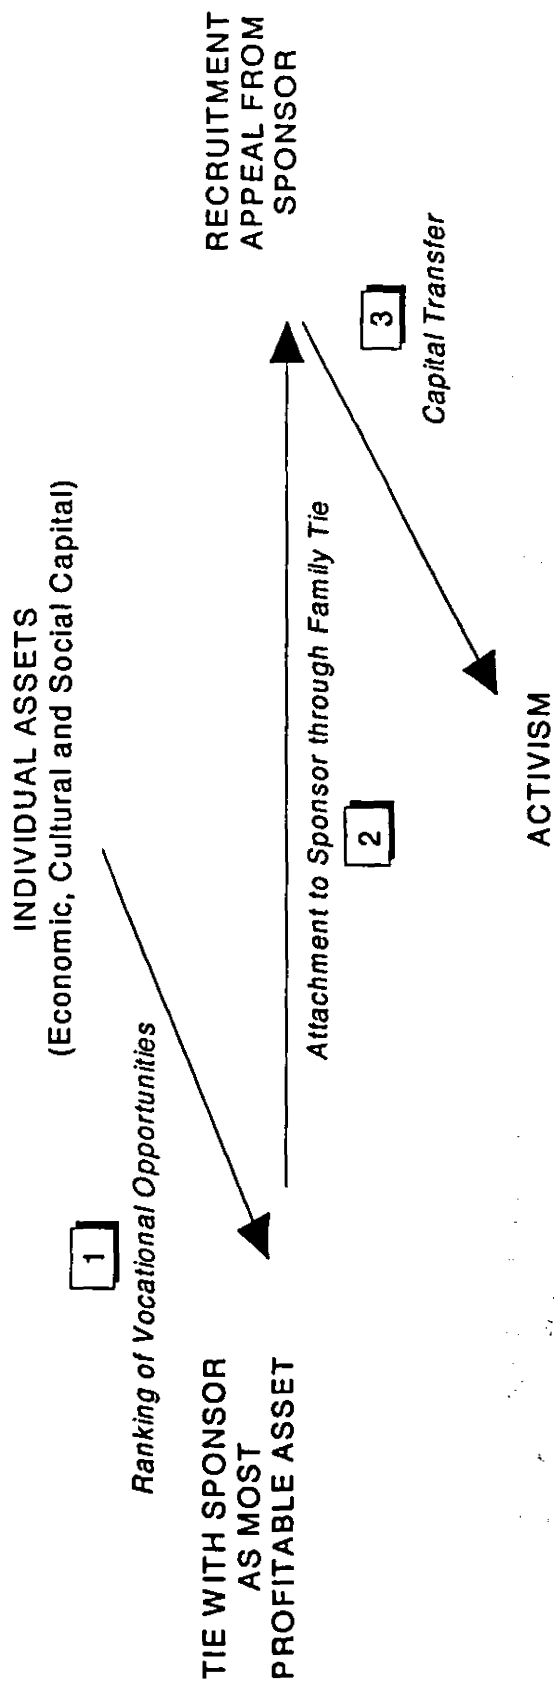 INDIVIDUAL ASSETS
(Economic, Cultural and Social Capital)
1
Ranking of Vocational Opportunities
TIE WITH SPONSOR
AS MOST
PROFITABLE ASSET
RECRUITMENT
APPEAL FROM
SPONSOR
Attachment to Sponsor through Family Tie
2
3
Capital Transfer
ACTIVISM